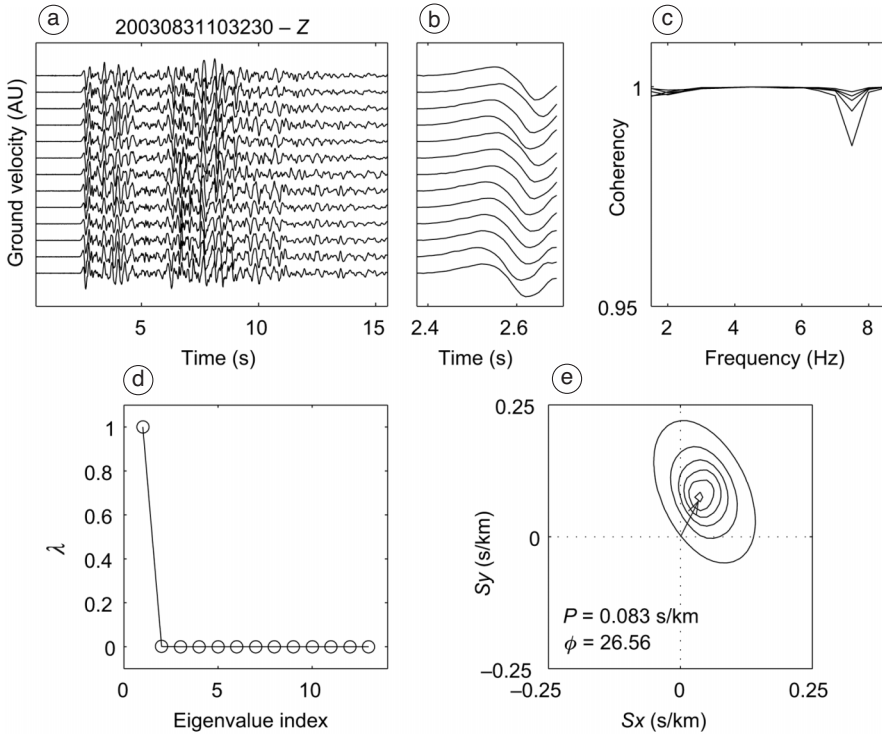 a
20030831103230 – Z
Ground velocity (AU)
5
10
15
Time (s)
b
2.4
2.6
Time (s)
c
1
0.95
Coherency
2
4
6
8
Frequency (Hz)
d
1
0.8
0.6
0.4
0.2
0
λ
0
5
10
Eigenvalue index
e
0.25
0
–0.25
Sy (s/km)
P = 0.083 s/km
ϕ = 26.56
–0.25
0
0.25
Sx (s/km)